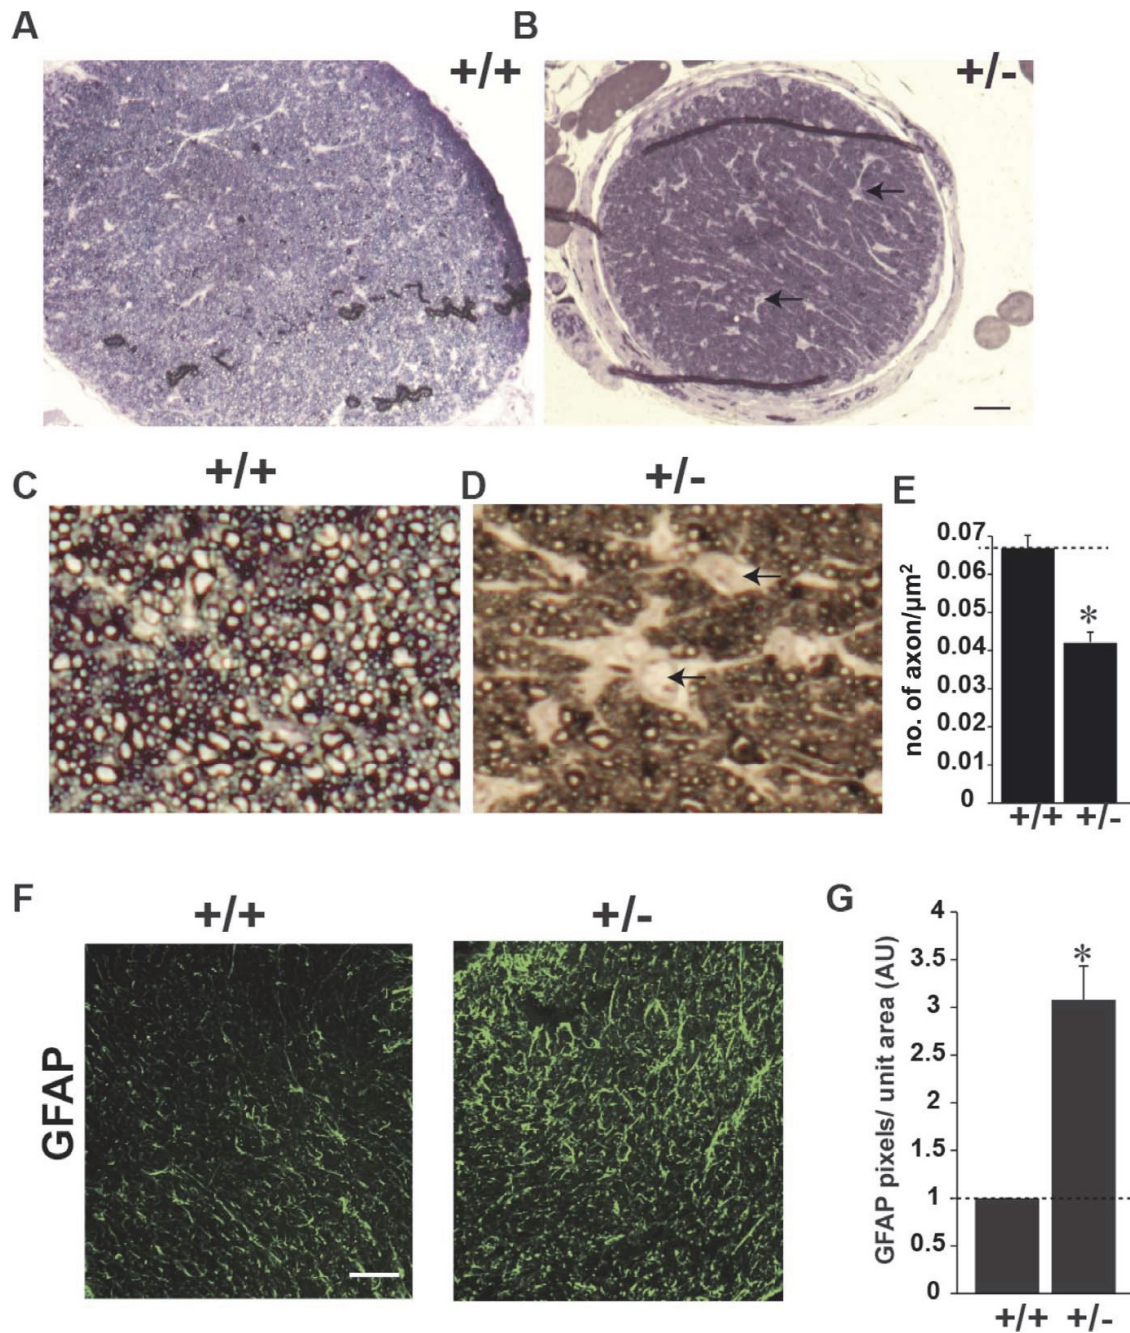 A
B
+/+
+/-
+/+
+/-
C
D
E
0.07
0.06
0.05
0.04
0.03
0.02
0.01
0
no. of axon/μm²
*
+/+ +/-
F
+/+
+/-
G
GFAP
4
3.5
3
2.5
2
1.5
1
0.5
0
GFAP pixels/ unit area (AU)
*
+/+ +/-